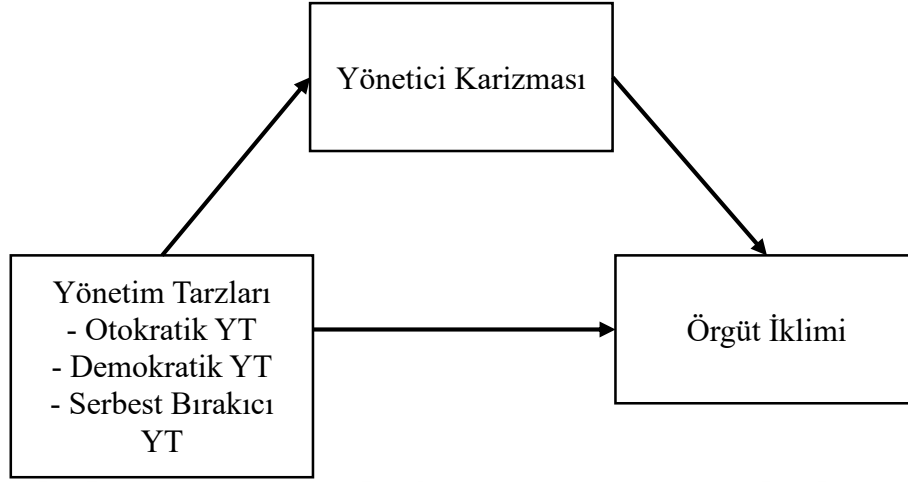 Yönetici Karizması
Yönetim Tarzları
- Otokratik YT
- Demokratik YT
- Serbest Bırakıcı
YT
Örgüt İklimi